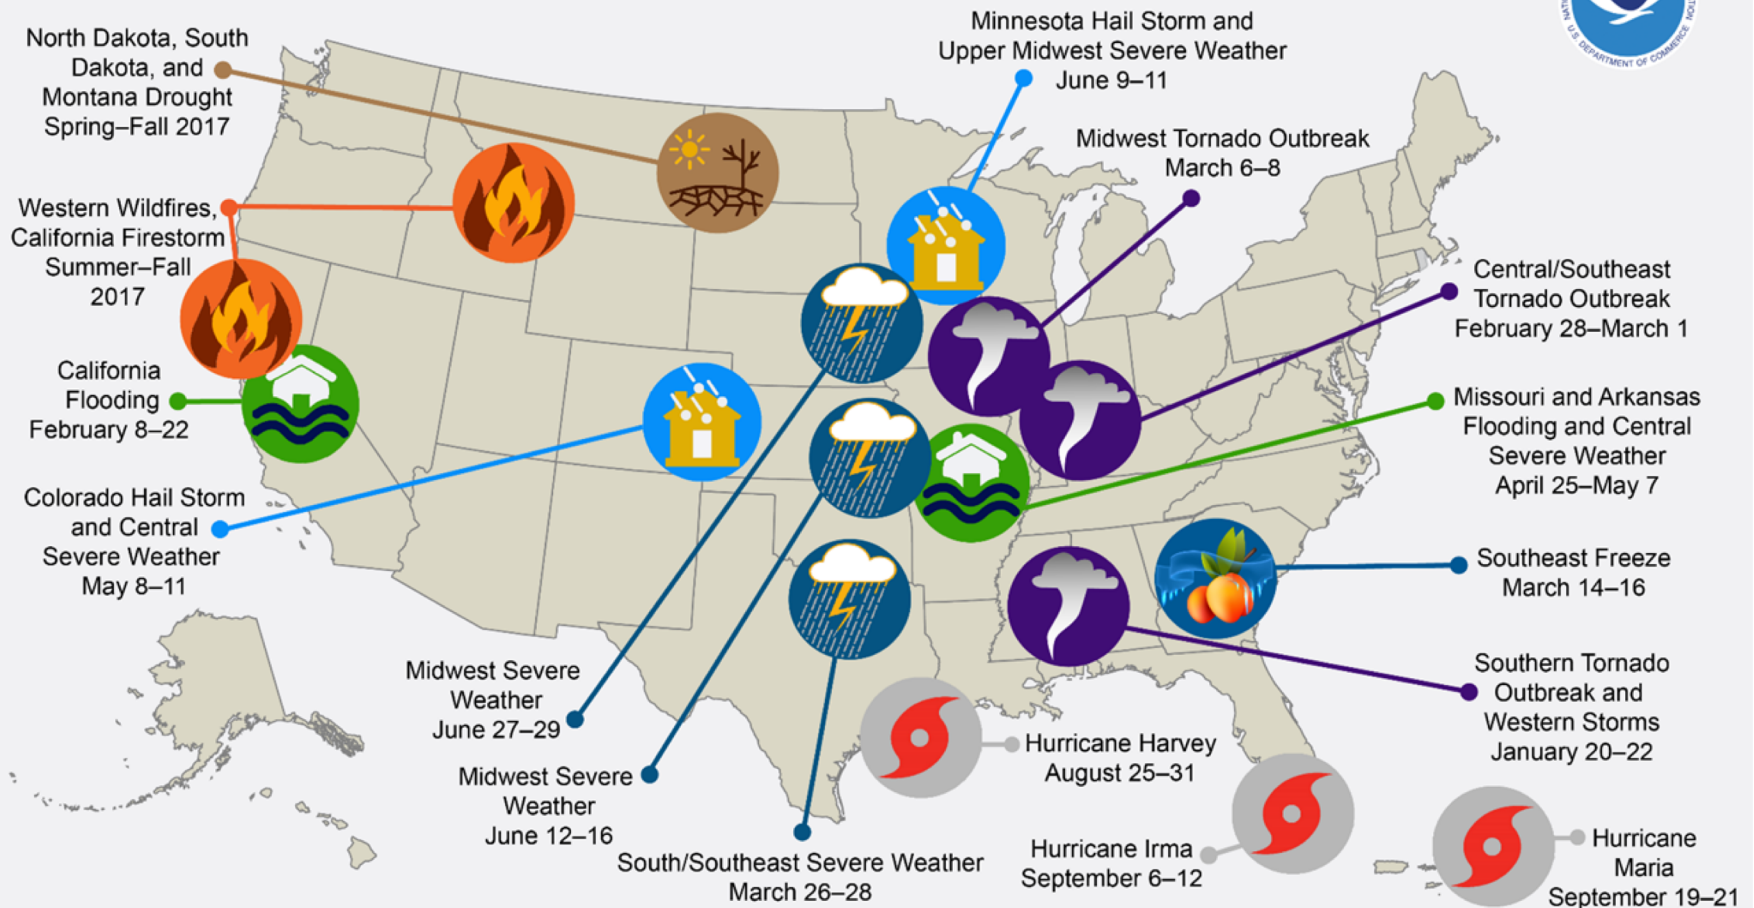 North Dakota, South
Dakota, and
Montana Drought
Spring–Fall 2017
Western Wildfires,
California Firestorm
Summer–Fall
2017
California
Flooding
February 8–22
Colorado Hail Storm
and Central
Severe Weather
May 8–11
Minnesota Hail Storm and
Upper Midwest Severe Weather
June 9–11
Midwest Tornado Outbreak
March 6–8
Central/Southeast
Tornado Outbreak
February 28–March 1
Missouri and Arkansas
Flooding and Central
Severe Weather
April 25–May 7
Southeast Freeze
March 14–16
Southern Tornado
Outbreak and
Western Storms
January 20–22
Midwest Severe
Weather
June 27–29
Midwest Severe
Weather
June 12–16
South/Southeast Severe Weather
March 26–28
Hurricane Harvey
August 25–31
Hurricane Irma
September 6–12
Hurricane
Maria
September 19–21
U.S. DEPARTMENT OF COMMERCE